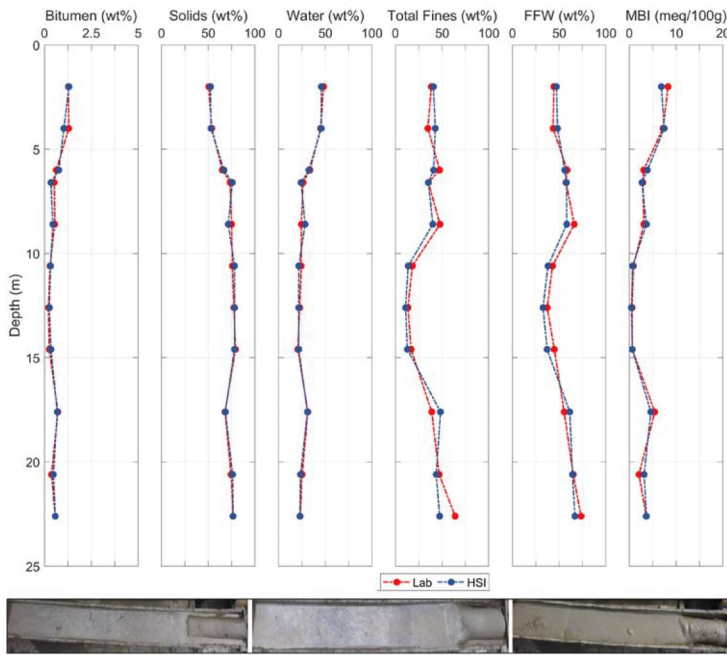 Bitumen (wt%) Solids (wt%) Water (wt%) Total Fines (wt%) FFW (wt%) MBI (meq/100g)
0 2.5 5 0 50 100 0 50 100 0 50 100 0 50 100 0 10 20
0
5
10
15
20
25
Depth (m)
Lab HSI